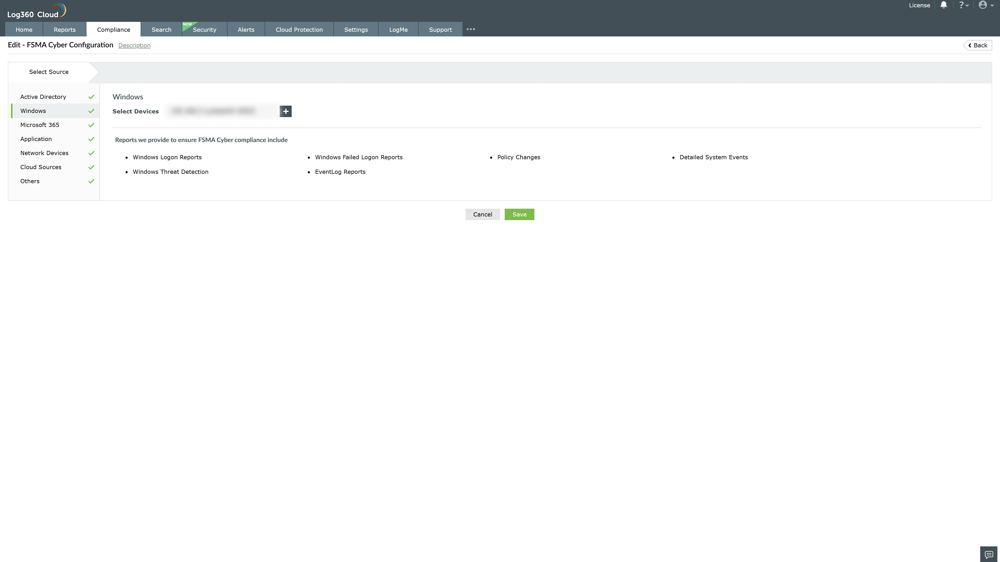 Log360 Cloud
License
?
Home
Reports
Compliance
Search
NEW
Security
Alerts
Cloud Protection
Settings
LogMe
Support
Edit - FSMA Cyber Configuration
Description
Back
Select Source
Active Directory
Windows
Microsoft 365
Application
Network Devices
Cloud Sources
Others
Windows
Select Devices
Reports we provide to ensure FSMA Cyber compliance include
• Windows Logon Reports
• Windows Failed Logon Reports
• Policy Changes
• Detailed System Events
• Windows Threat Detection
• EventLog Reports
Cancel
Save